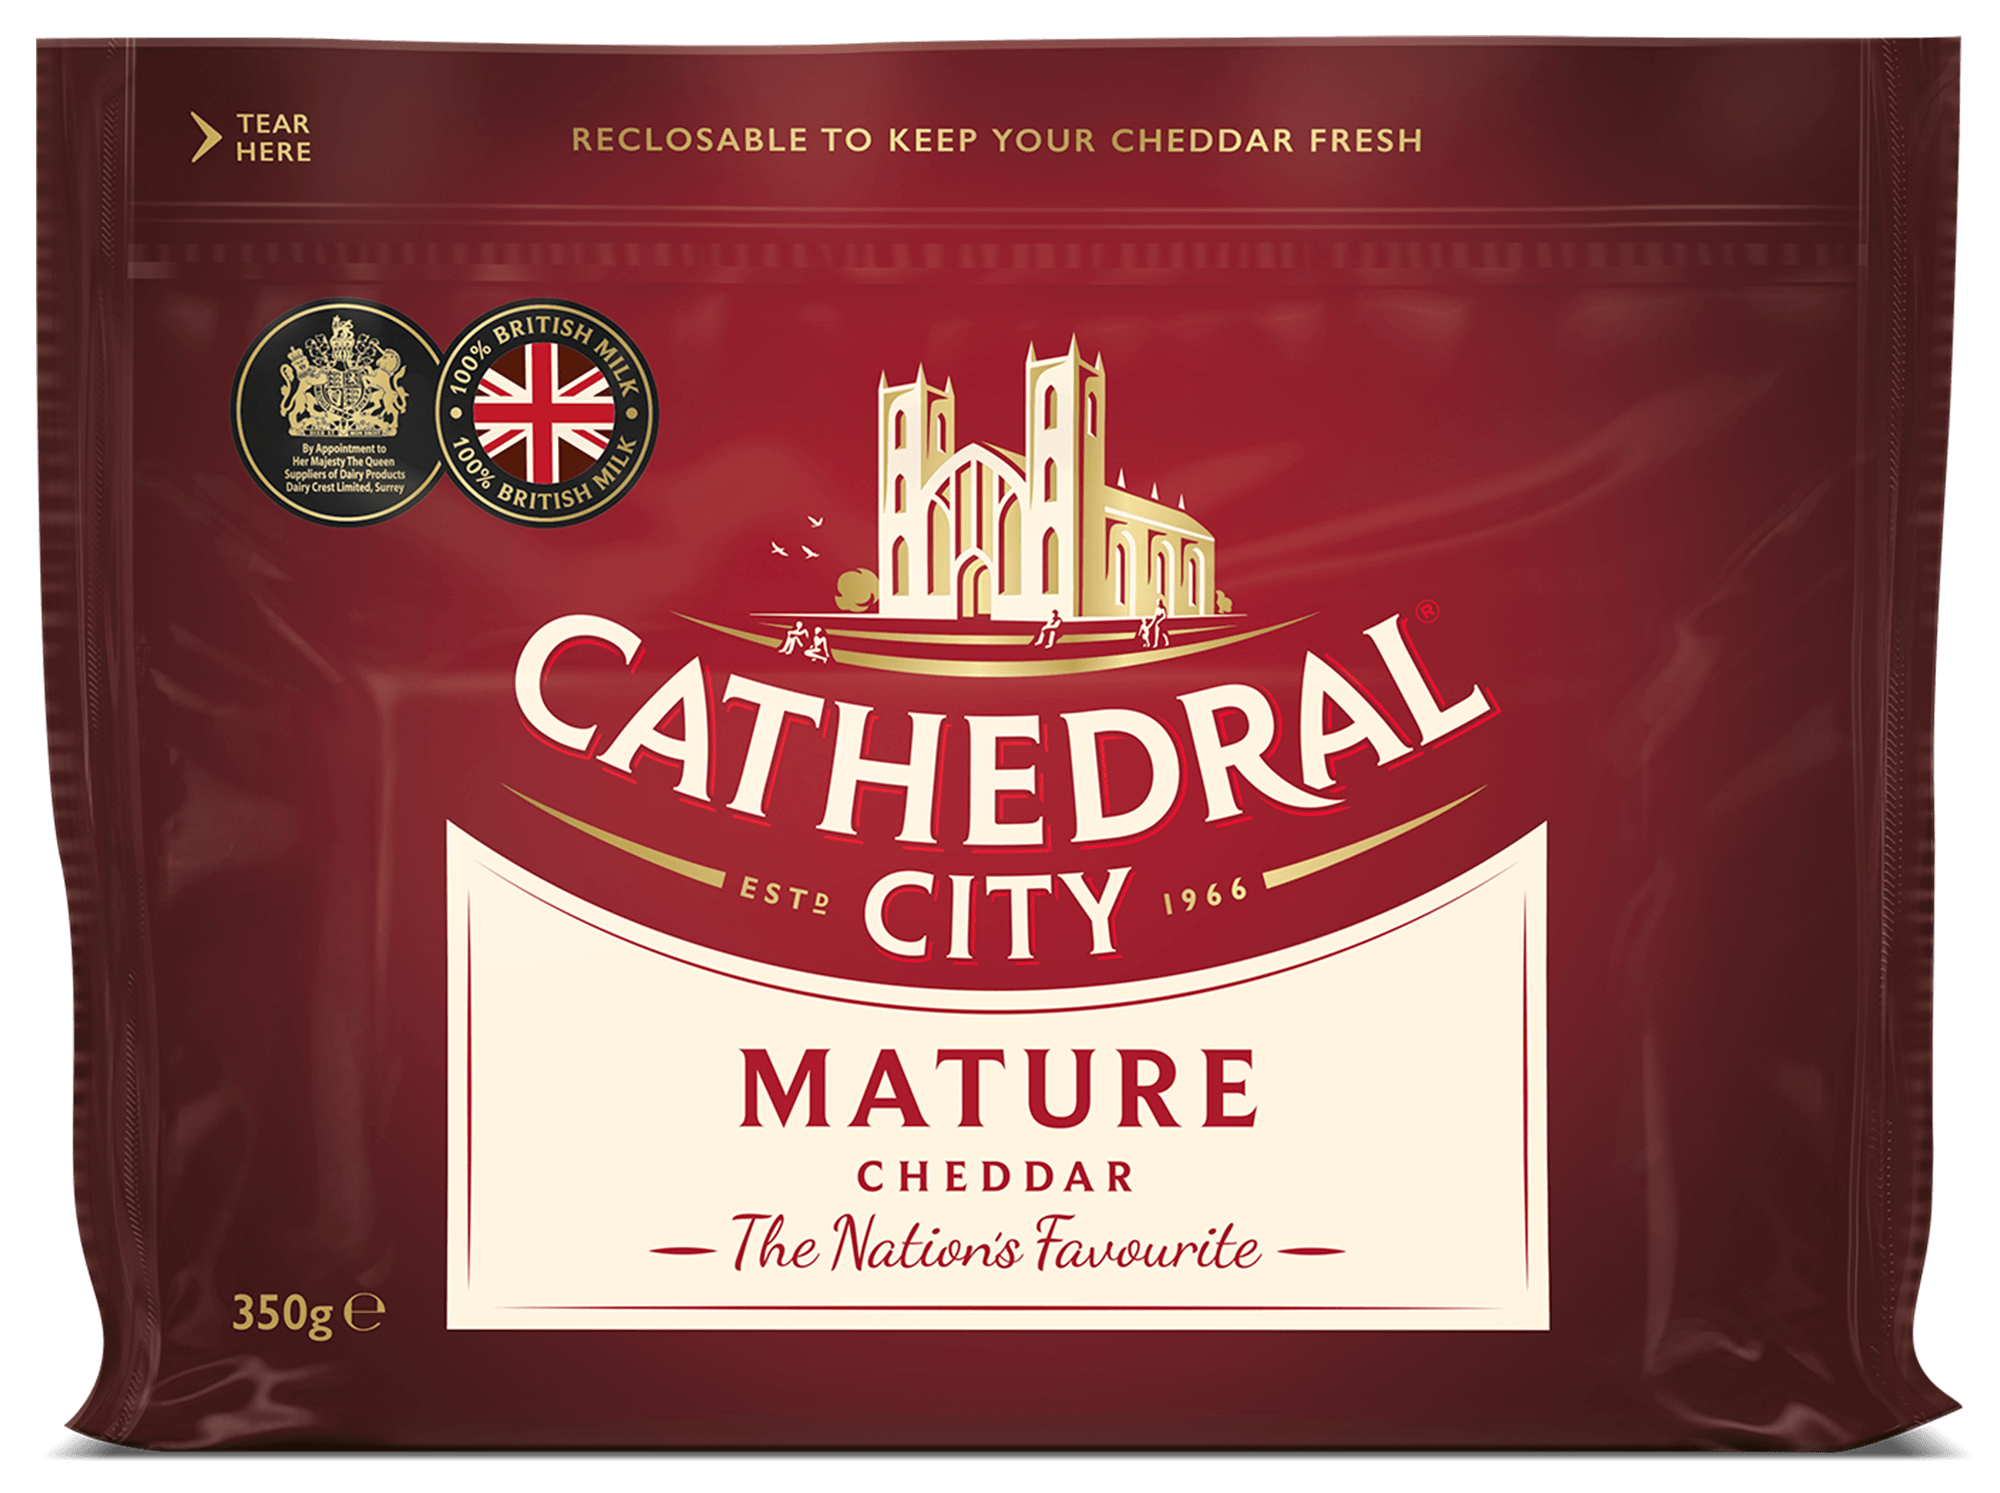 TEAR
HERE
RECLOSABLE TO KEEP YOUR CHEDDAR FRESH
By Appointment to
Her Majesty The Queen
Suppliers of Dairy Products
Dairy Crest Limited, Surrey
100% BRITISH MILK
100% BRITISH MILK
CATHEDRAL®
ESTD CITY 1966
MATURE
CHEDDAR
The Nation's Favourite
350g ℮